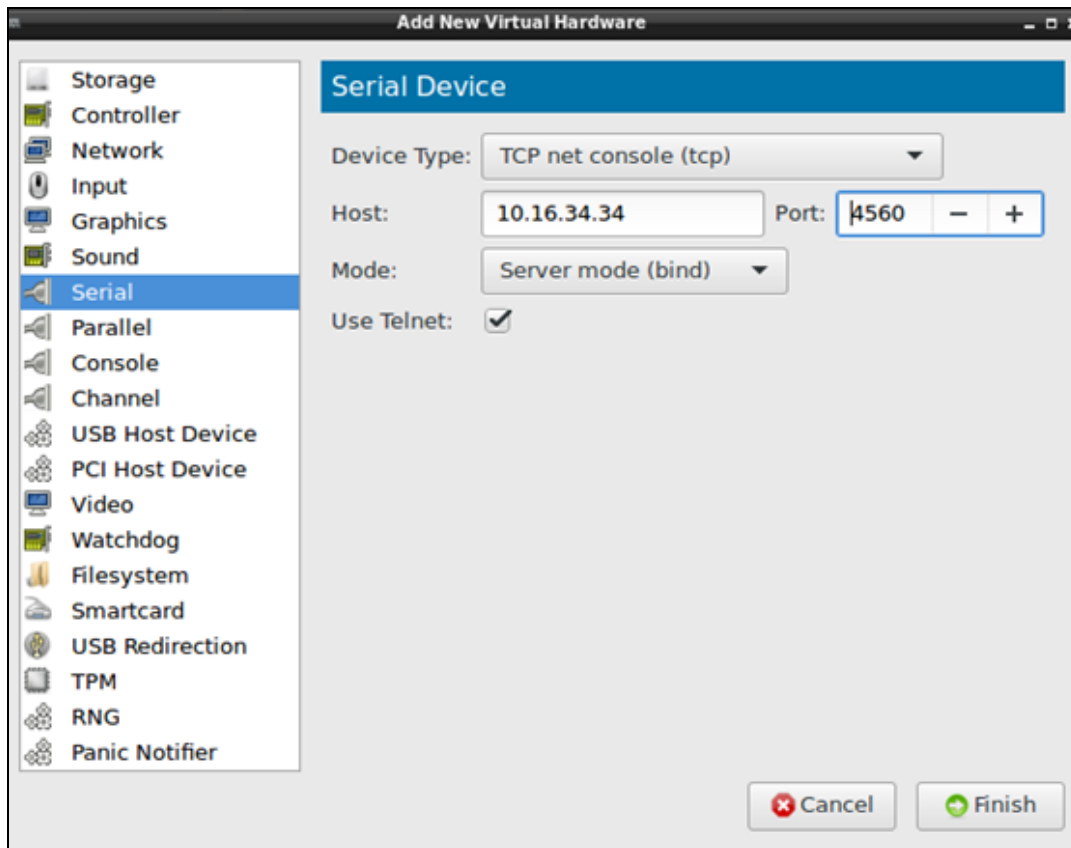 Add New Virtual Hardware
Storage
Controller
Network
Input
Graphics
Sound
Serial
Parallel
Console
Channel
USB Host Device
PCI Host Device
Video
Watchdog
Filesystem
Smartcard
USB Redirection
TPM
RNG
Panic Notifier
Serial Device
Device Type: TCP net console (tcp)
Host: 10.16.34.34 Port: 4560
Mode: Server mode (bind)
Use Telnet:
Cancel Finish